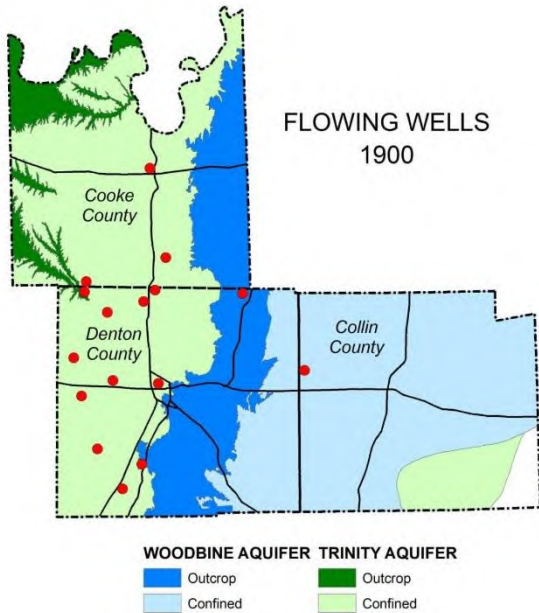 FLOWING WELLS
1900
Cooke
County
Denton
County
Collin
County
WOODBINE AQUIFER TRINITY AQUIFER
Outcrop Outcrop
Confined Confined